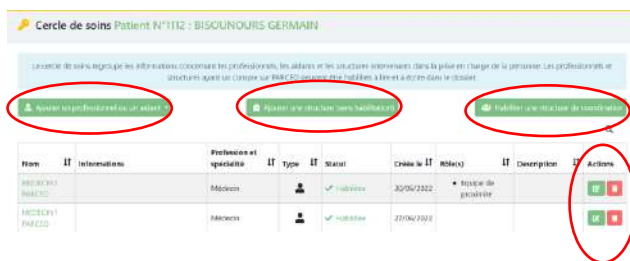 Cercle de soins Patient N°1112 : BISOUNOURS GERMAIN
Le cercle de soins regroupe les informations concernant les professionnels, les aidants et les structures intervenants dans la prise en charge de la personne. Les professionnels et
structures ayant un compte sur PARCEO peuvent être habilités à lire et à écrire dans le dossier.
Ajouter un professionnel ou un aidant
Ajouter une structure (sans habilitation)
Habiliter une structure de coordination
Nom Informations Profession et spécialité Type Statut Créée le Rôle(s) Description Actions
PARCEO Médecin Habilitée 30/06/2022 • Equipe de proximité
MEDECIN1 PARCEO Médecin Habilitée 27/06/2022